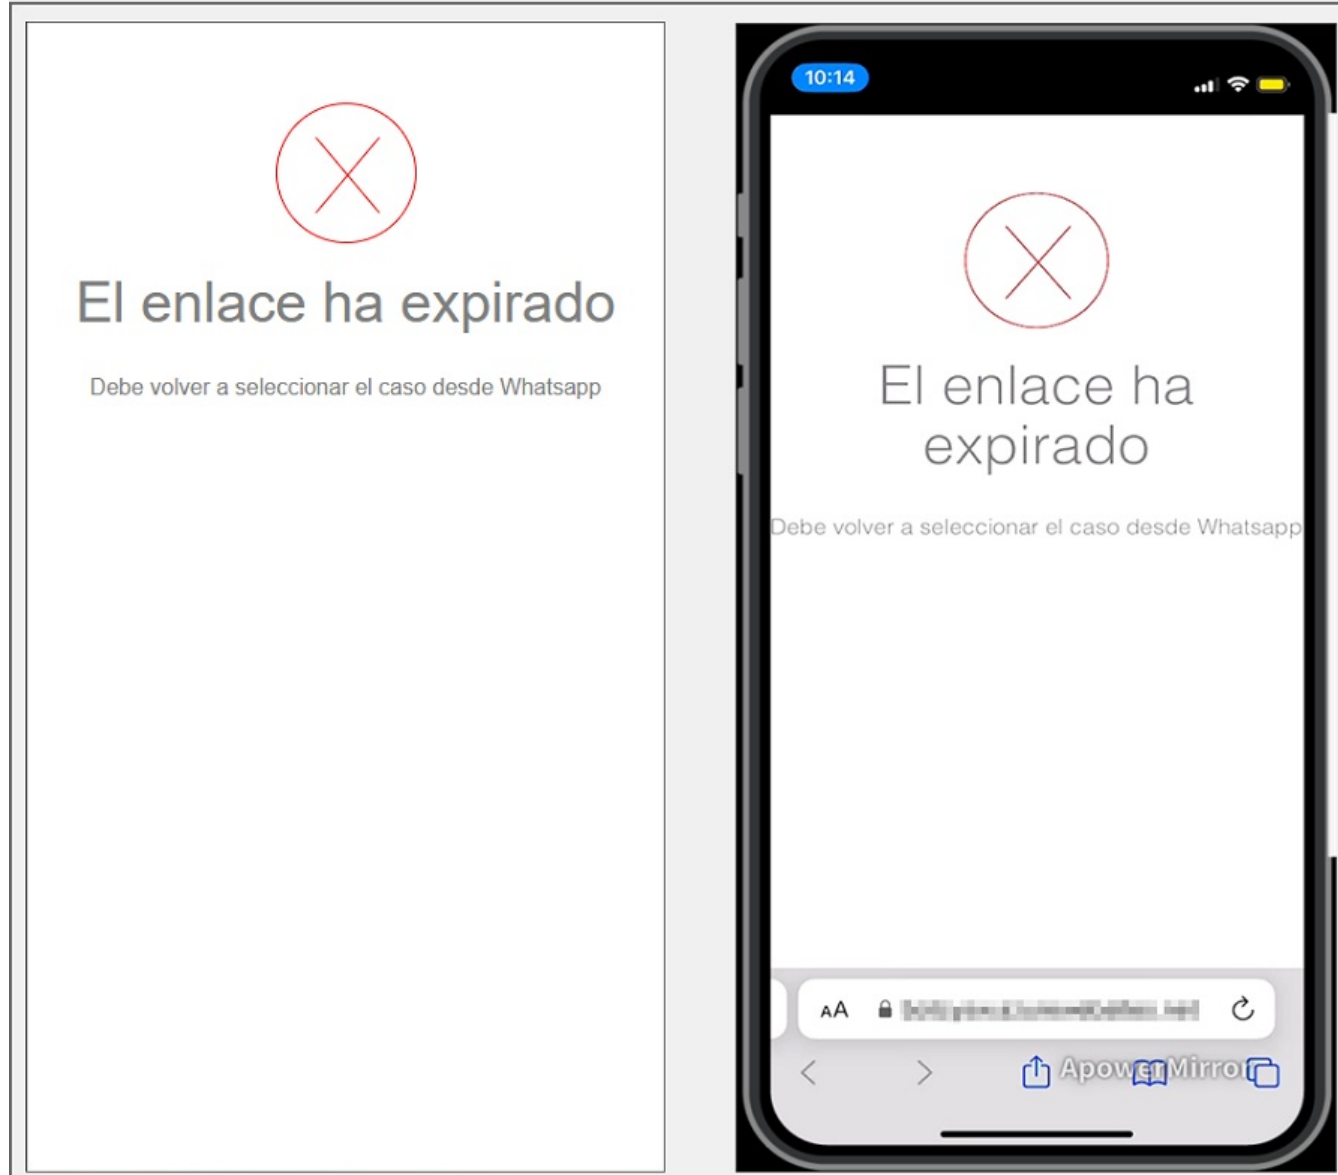 El enlace ha expirado
Debe volver a seleccionar el caso desde Whatsapp
10:14
El enlace ha
expirado
Debe volver a seleccionar el caso desde Whatsapp
AA
ApowerMirror